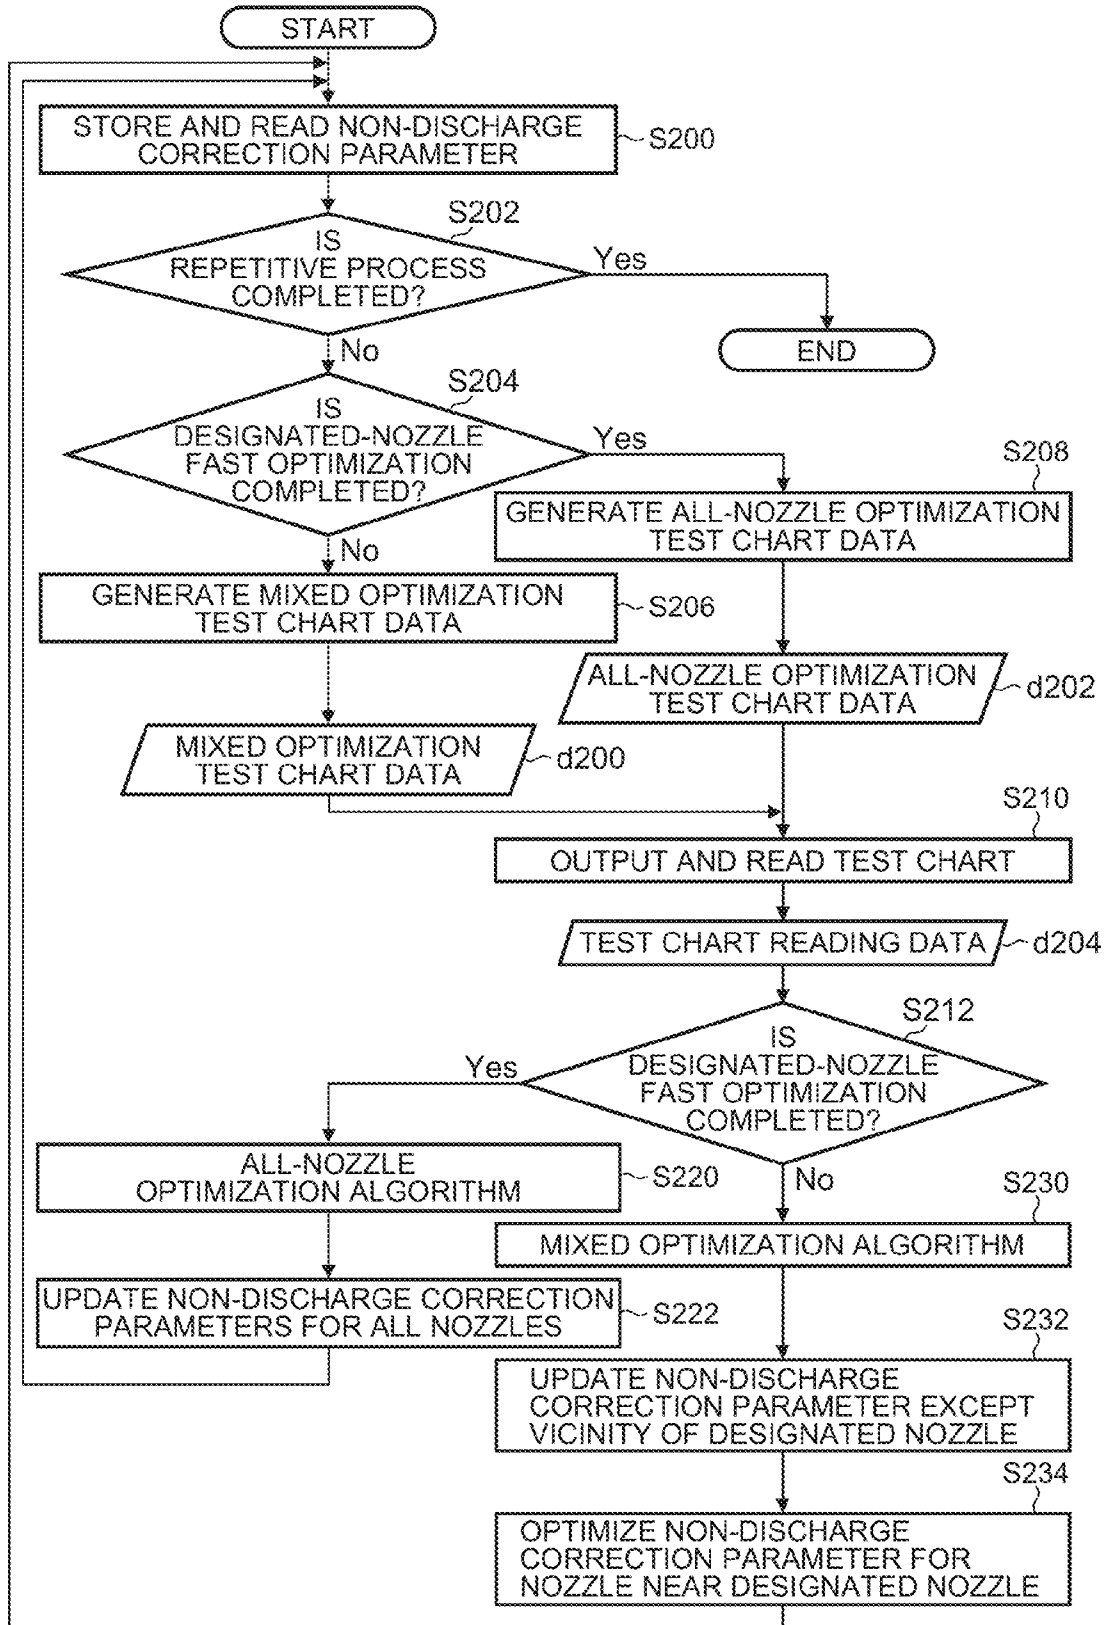 START
STORE AND READ NON-DISCHARGE
CORRECTION PARAMETER
S200
S202
IS
REPETITIVE PROCESS
COMPLETED?
Yes
END
No
S204
IS
DESIGNATED-NOZZLE
FAST OPTIMIZATION
COMPLETED?
Yes
S208
GENERATE ALL-NOZZLE OPTIMIZATION
TEST CHART DATA
No
GENERATE MIXED OPTIMIZATION
TEST CHART DATA
S206
ALL-NOZZLE OPTIMIZATION
TEST CHART DATA
d202
MIXED OPTIMIZATION
TEST CHART DATA
d200
S210
OUTPUT AND READ TEST CHART
TEST CHART READING DATA
d204
S212
IS
DESIGNATED-NOZZLE
FAST OPTIMIZATION
COMPLETED?
Yes
ALL-NOZZLE
OPTIMIZATION ALGORITHM
S220
No
S230
MIXED OPTIMIZATION ALGORITHM
UPDATE NON-DISCHARGE CORRECTION
PARAMETERS FOR ALL NOZZLES
S222
S232
UPDATE NON-DISCHARGE
CORRECTION PARAMETER EXCEPT
VICINITY OF DESIGNATED NOZZLE
S234
OPTIMIZE NON-DISCHARGE
CORRECTION PARAMETER FOR
NOZZLE NEAR DESIGNATED NOZZLE